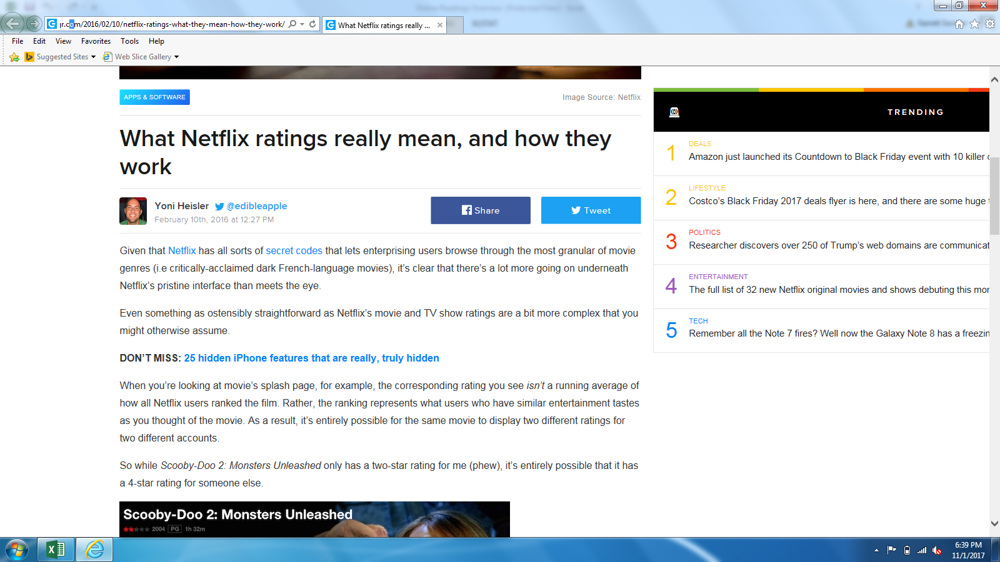 r.com/2016/02/10/netflix-ratings-what-they-mean-how-they-work/
What Netflix ratings really ...
File Edit View Favorites Tools Help
Suggested Sites
Web Slice Gallery
APPS & SOFTWARE
Image Source: Netflix
What Netflix ratings really mean, and how they
work
Yoni Heisler @edibleapple
February 10th, 2016 at 12:27 PM
Share
Tweet
Given that Netflix has all sorts of secret codes that lets enterprising users browse through the most granular of movie
genres (i.e critically-acclaimed dark French-language movies), it's clear that there's a lot more going on underneath
Netflix's pristine interface than meets the eye.
Even something as ostensibly straightforward as Netflix's movie and TV show ratings are a bit more complex that you
might otherwise assume.
DON'T MISS: 25 hidden iPhone features that are really, truly hidden
When you're looking at movie's splash page, for example, the corresponding rating you see isn't a running average of
how all Netflix users ranked the film. Rather, the ranking represents what users who have similar entertainment tastes
as you thought of the movie. As a result, it's entirely possible for the same movie to display two different ratings for
two different accounts.
So while Scooby-Doo 2: Monsters Unleashed only has a two-star rating for me (phew), it's entirely possible that it has
a 4-star rating for someone else.
Scooby-Doo 2: Monsters Unleashed
2004 PG 1h 32m
TRENDING
1
DEALS
Amazon just launched its Countdown to Black Friday event with 10 killer
2
LIFESTYLE
Costco's Black Friday 2017 deals flyer is here, and there are some huge
3
POLITICS
Researcher discovers over 250 of Trump's web domains are communicat
4
ENTERTAINMENT
The full list of 32 new Netflix original movies and shows debuting this mor
5
TECH
Remember all the Note 7 fires? Well now the Galaxy Note 8 has a freezin
6:39 PM
11/1/2017